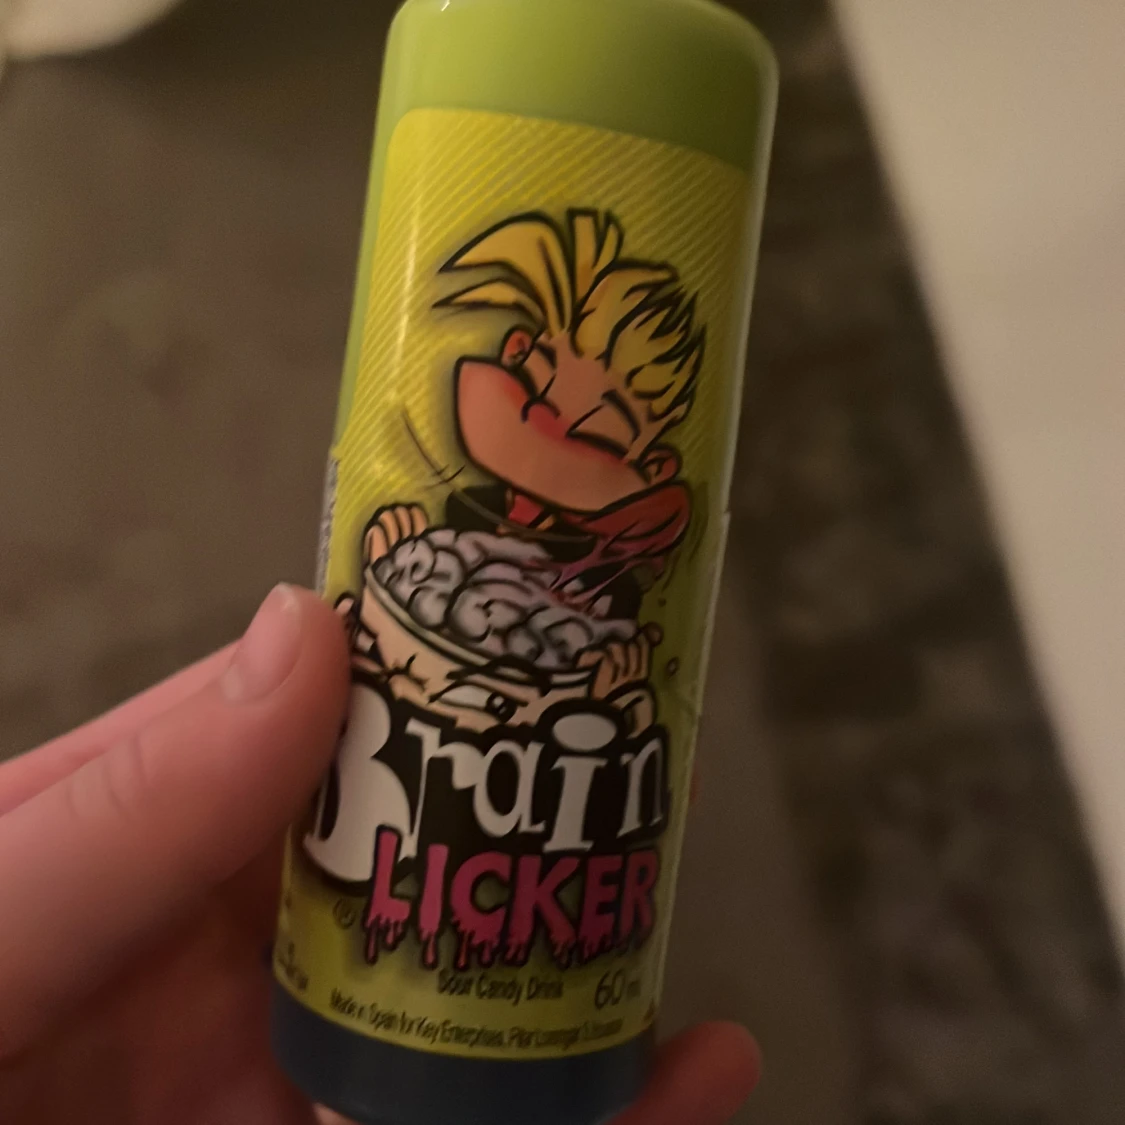 Brain
LICKER
®
Sour Candy Drink 60 ml
Made in Spain for Key Enterprises.